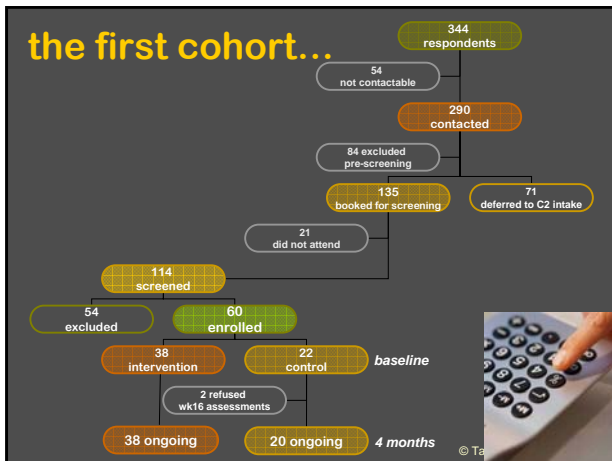 the first cohort...
344
respondents
54
not contactable
290
contacted
84 excluded
pre-screening
135
booked for screening
71
deferred to C2 intake
21
did not attend
114
screened
54
excluded
60
enrolled
38
intervention
22
control
baseline
2 refused
wk16 assessments
38 ongoing
20 ongoing
4 months
©